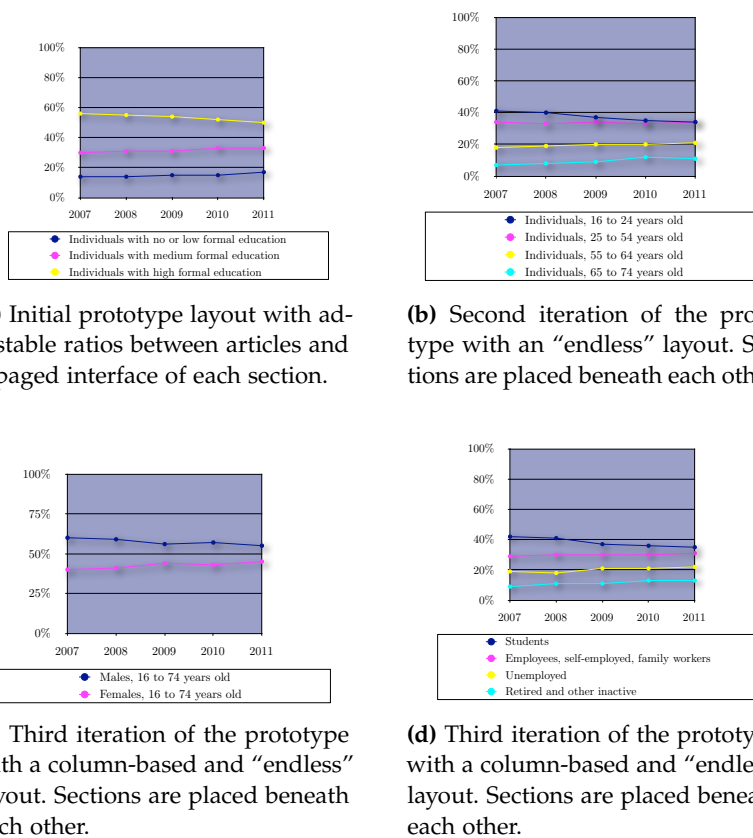 100%
80%
60%
40%
20%
0%
2007 2008 2009 2010 2011
Individuals with no or low formal education
Individuals with medium formal education
Individuals with high formal education
Initial prototype layout with ad-
stable ratios between articles and
paged interface of each section.
100%
80%
60%
40%
20%
0%
2007 2008 2009 2010 2011
Individuals, 16 to 24 years old
Individuals, 25 to 54 years old
Individuals, 55 to 64 years old
Individuals, 65 to 74 years old
(b) Second iteration of the pro
type with an “endless” layout. S
tions are placed beneath each oth
100%
75%
50%
25%
0%
2007 2008 2009 2010 2011
Males, 16 to 74 years old
Females, 16 to 74 years old
Third iteration of the prototype
th a column-based and “endless”
yout. Sections are placed beneath
ch other.
100%
80%
60%
40%
20%
0%
2007 2008 2009 2010 2011
Students
Employees, self-employed, family workers
Unemployed
Retired and other inactive
(d) Third iteration of the prototy
with a column-based and “endle
layout. Sections are placed benea
each other.